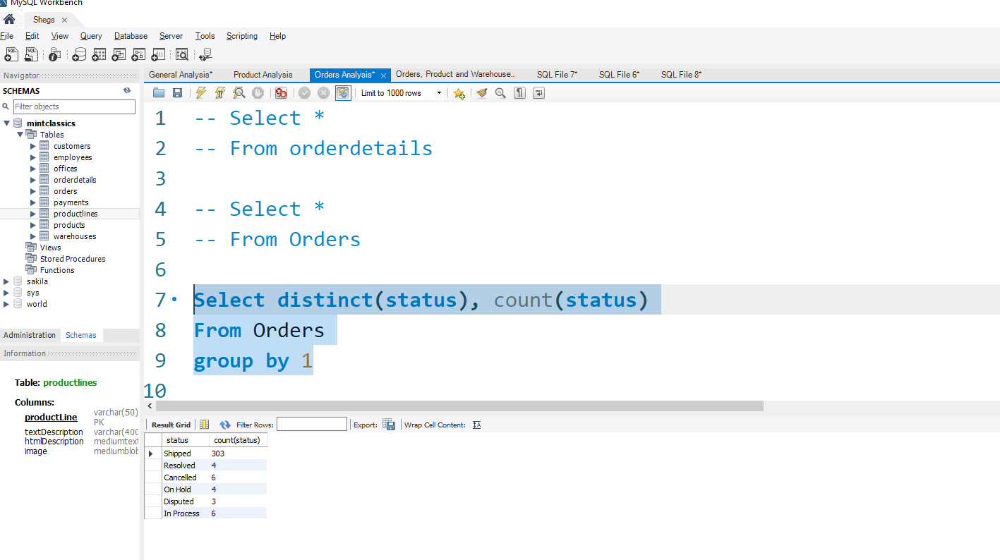 MySQL Workbench
Shegs
File Edit View Query Database Server Tools Scripting Help
Navigator
SCHEMAS
Filter objects
mintclassics
Tables
customers
employees
offices
orderdetails
orders
payments
productlines
products
warehouses
Views
Stored Procedures
Functions
sakila
sys
world
Administration Schemas
Information
Table: productlines
Columns:
productLine varchar(50)
PK
textDescription varchar(400
htmlDescription mediumtext
image mediumblob
General Analysis* Product Analysis Orders Analysis* Orders, Product and Warehouse... SQL File 7* SQL File 6* SQL File 8*
Limit to 1000 rows
1 -- Select *
2 -- From orderdetails
3
4 -- Select *
5 -- From Orders
6
7 Select distinct(status), count(status)
8 From Orders
9 group by 1
10
Result Grid Filter Rows: Export: Wrap Cell Content:
status count(status)
Shipped 303
Resolved 4
Cancelled 6
On Hold 4
Disputed 3
In Process 6